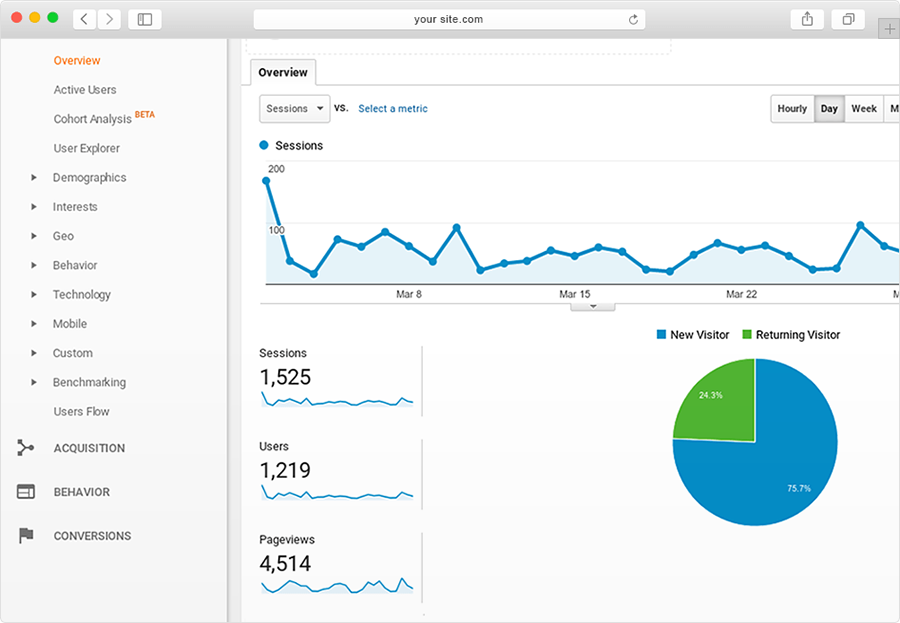 your site.com
Overview
Active Users
Cohort Analysis BETA
User Explorer
Demographics
Interests
Geo
Behavior
Technology
Mobile
Custom
Benchmarking
Users Flow
ACQUISITION
BEHAVIOR
CONVERSIONS
Overview
Sessions vs. Select a metric
Hourly Day Week M
Sessions
200
100
Mar 8 Mar 15 Mar 22 M
New Visitor Returning Visitor
24.3%
75.7%
Sessions
1,525
Users
1,219
Pageviews
4,514